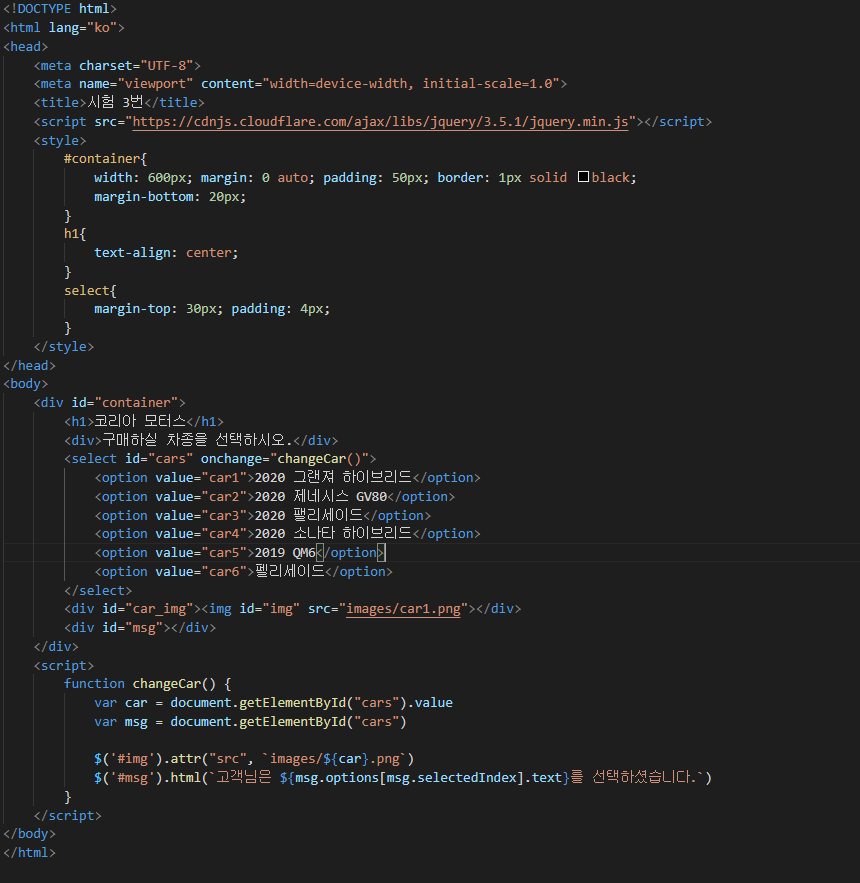 <!DOCTYPE html>
<html lang="ko">
<head>
    <meta charset="UTF-8">
    <meta name="viewport" content="width=device-width, initial-scale=1.0">
    <title>시험 3번</title>
    <script src="https://cdnjs.cloudflare.com/ajax/libs/jquery/3.5.1/jquery.min.js"></script>
    <style>
        #container{
            width: 600px; margin: 0 auto; padding: 50px; border: 1px solid black;
            margin-bottom: 20px;
        }
        h1{
            text-align: center;
        }
        select{
            margin-top: 30px; padding: 4px;
        }
    </style>
</head>
<body>
    <div id="container">
        <h1>코리아 모터스</h1>
        <div>구매하실 차종을 선택하시오.</div>
        <select id="cars" onchange="changeCar()">
            <option value="car1">2020 그랜져 하이브리드</option>
            <option value="car2">2020 제네시스 GV80</option>
            <option value="car3">2020 팰리세이드</option>
            <option value="car4">2020 소나타 하이브리드</option>
            <option value="car5">2019 QM6</option>
            <option value="car6">펠리세이드</option>
        </select>
        <div id="car_img"><img id="img" src="images/car1.png"></div>
        <div id="msg"></div>
    </div>
    <script>
        function changeCar() {
            var car = document.getElementById("cars").value
            var msg = document.getElementById("cars")

            $('#img').attr("src", `images/${car}.png`)
            $('#msg').html(`고객님은 ${msg.options[msg.selectedIndex].text}를 선택하셨습니다.`)
        }
    </script>
</body>
</html>